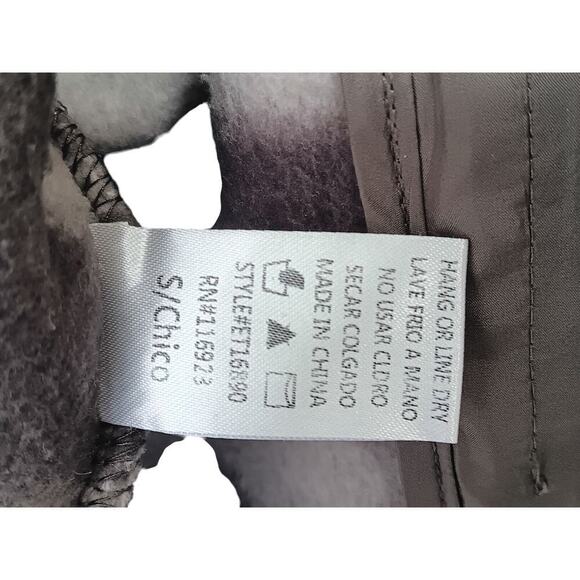 HANG OR LINE DRY
LAVE FRIO A MANO
NO USAR CLDRO
SECAR COLGADO
MADE IN CHINA
STYLE#ET16890
RN#116923
S/Chico